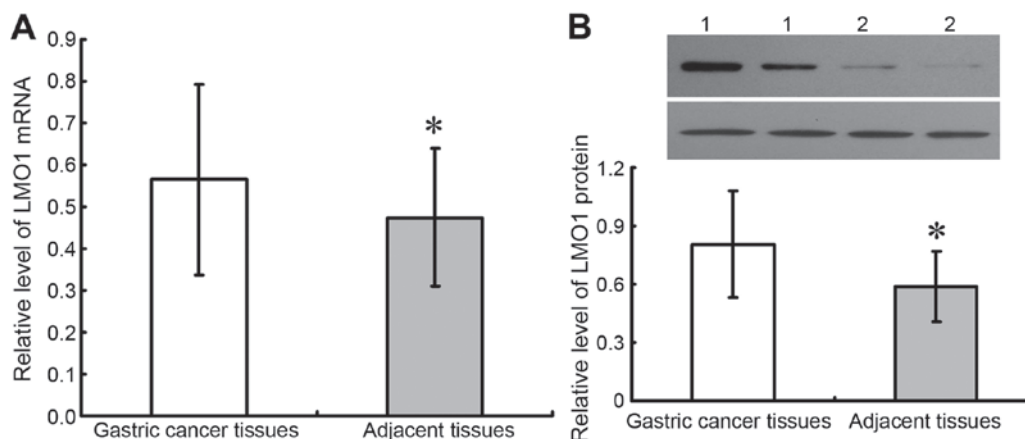 A
Relative level of LMO1 mRNA
0.9
0.8
0.7
0.6
0.5
0.4
0.3
0.2
0.1
0.0
*
Gastric cancer tissues
Adjacent tissues
B
1 1 2 2
Relative level of LMO1 protein
1.2
0.9
0.6
0.3
0
*
Gastric cancer tissues
Adjacent tissues